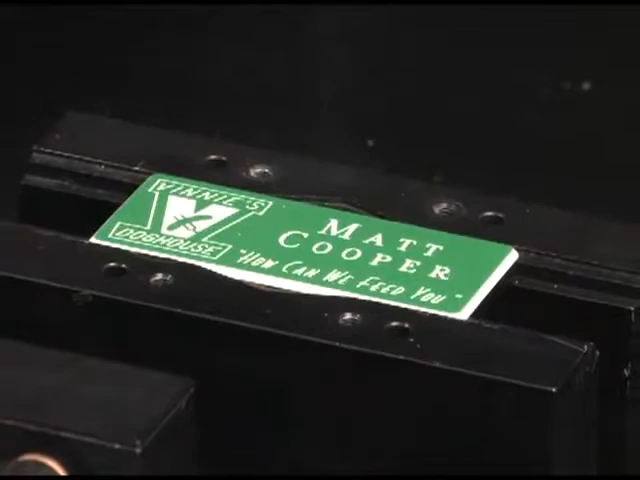 VINNIE'S
DOGHOUSE
MATT
COOPER
"HOW CAN WE FEED YOU"